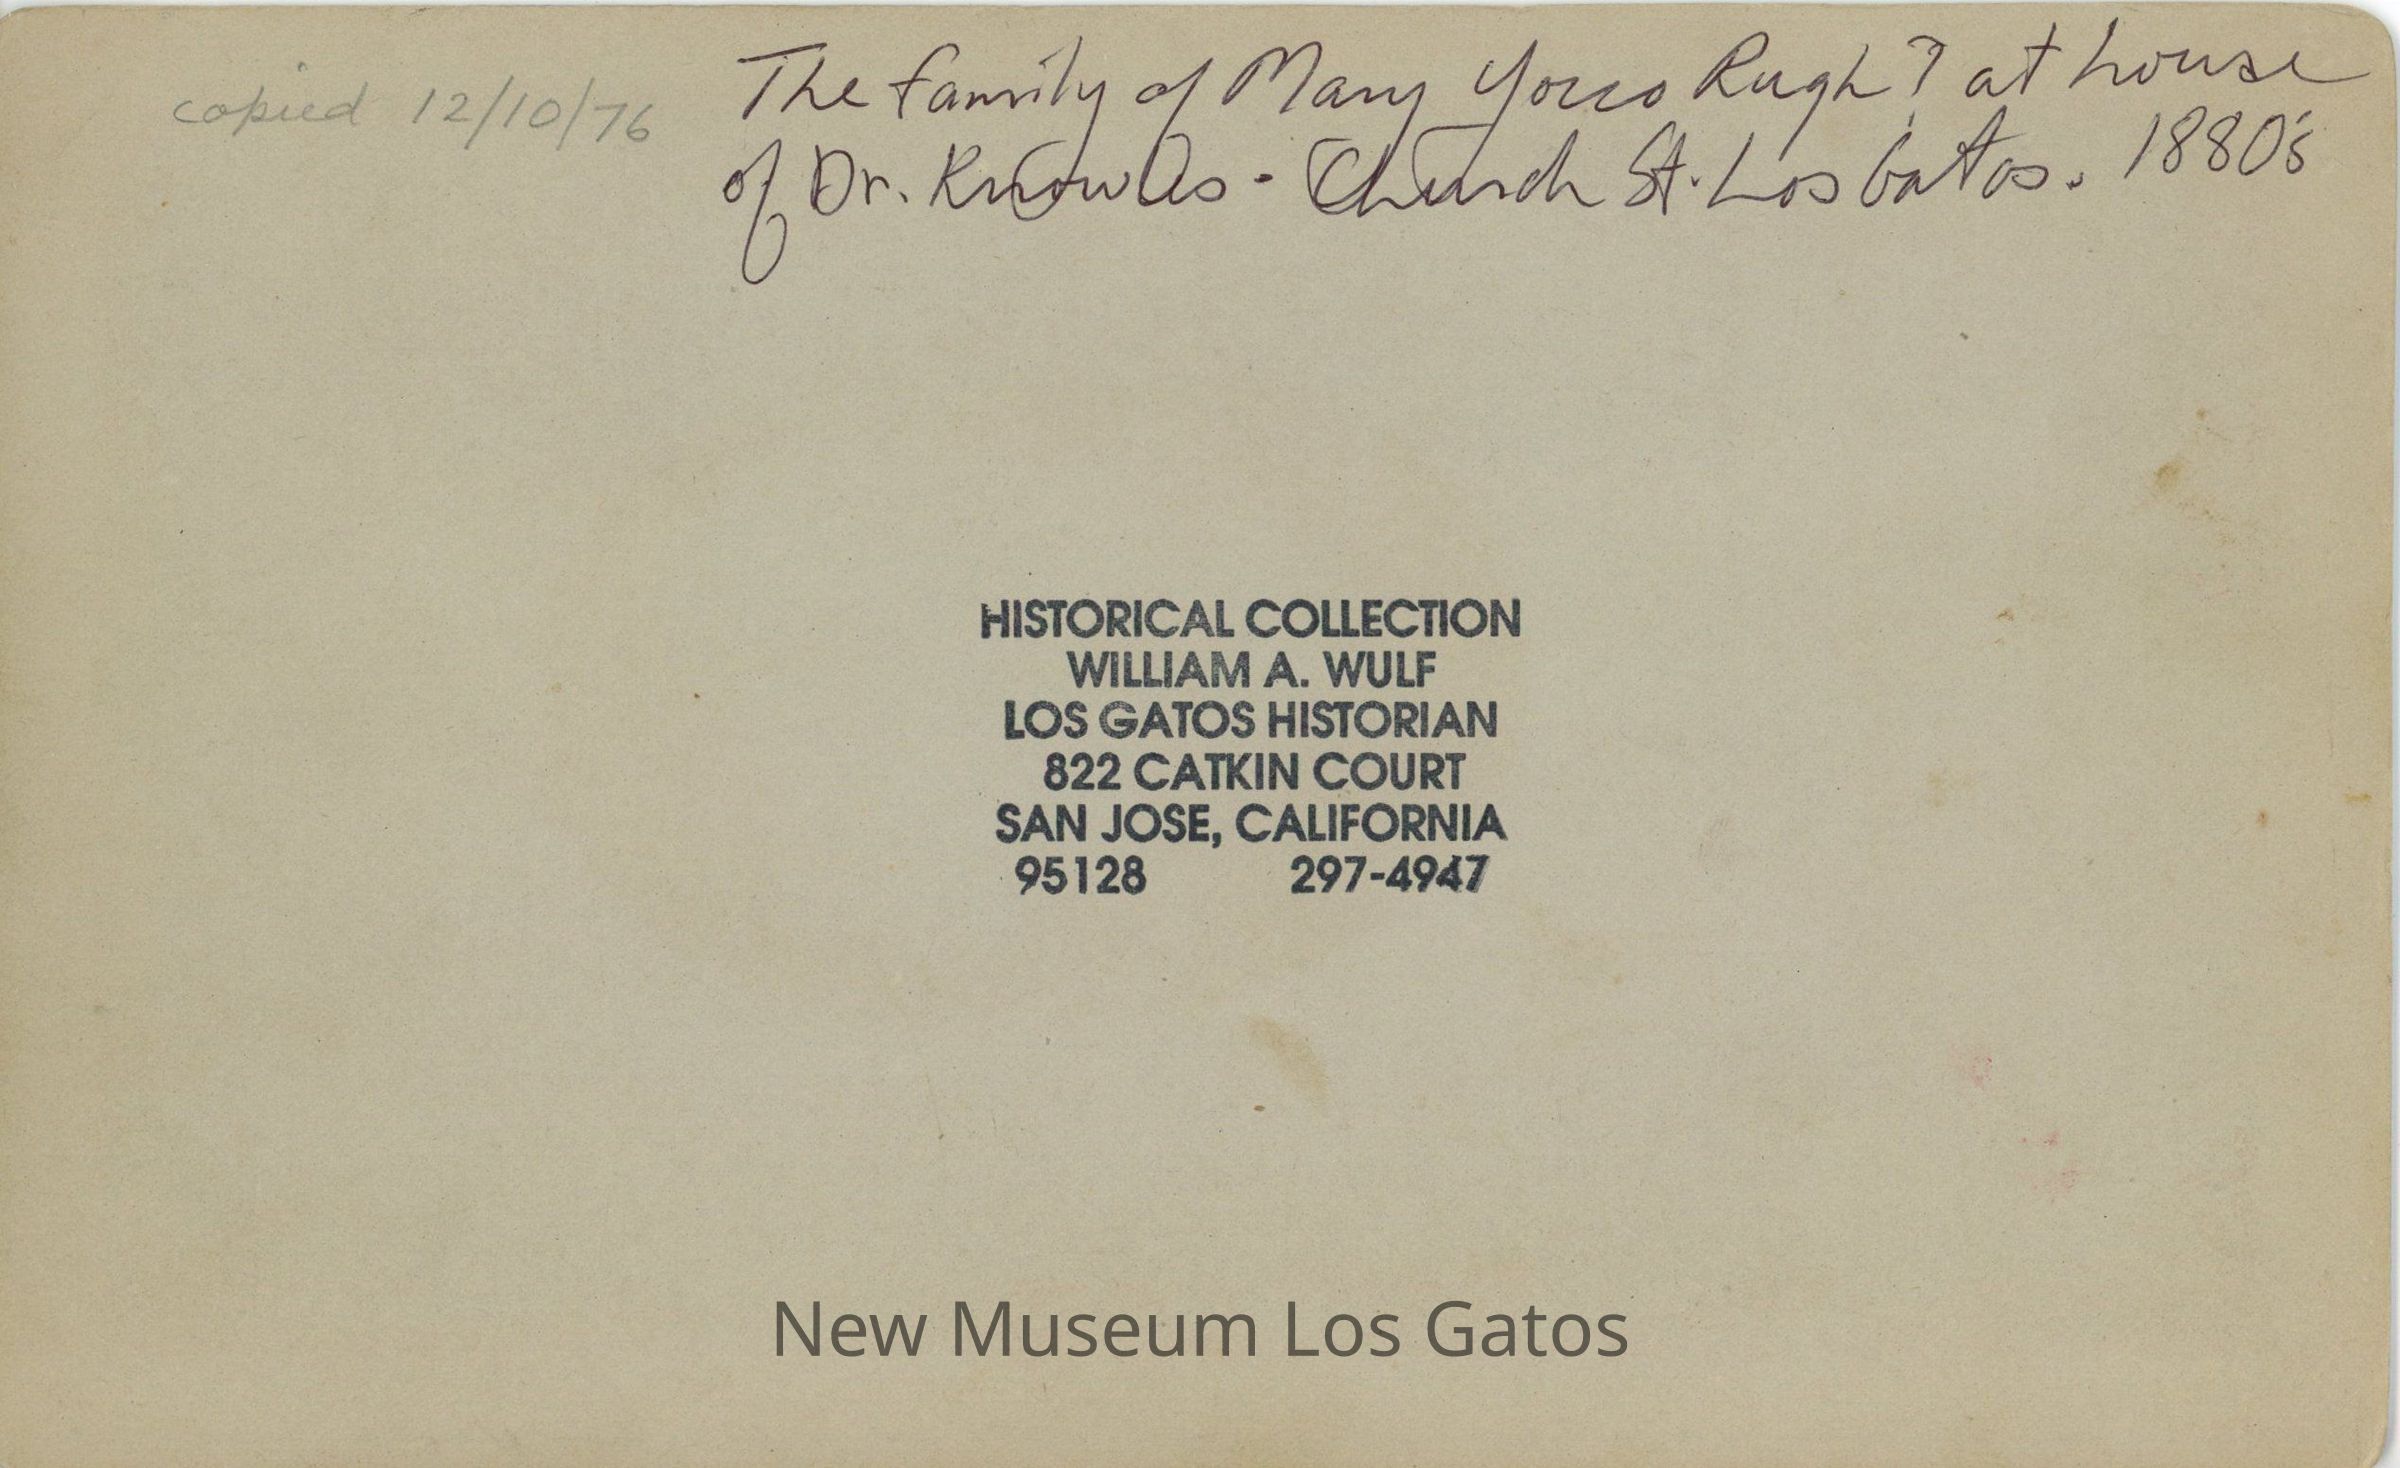 copied 12/10/76
The family of Mary Yocco Rugh? at house
of Dr. Knowles - Church St. Los Gatos. 1880's
HISTORICAL COLLECTION
WILLIAM A. WULF
LOS GATOS HISTORIAN
822 CATKIN COURT
SAN JOSE, CALIFORNIA
95128 297-4947
New Museum Los Gatos